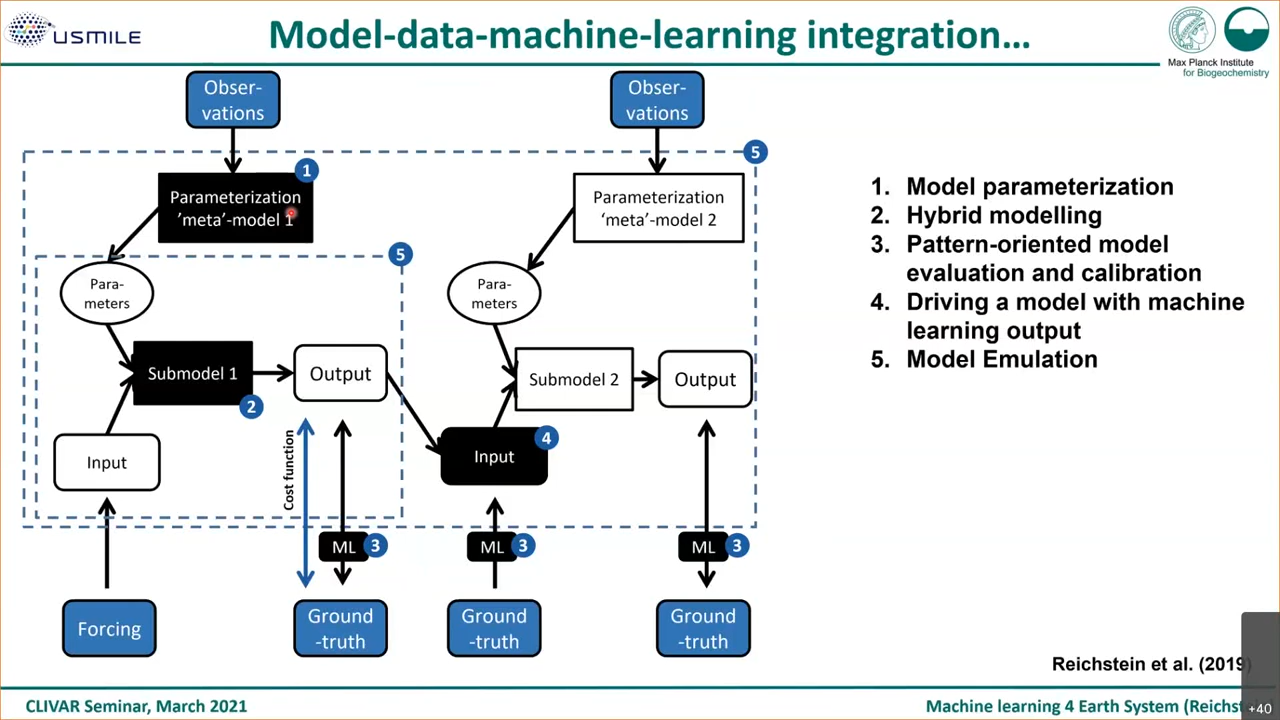 USMILE
Model-data-machine-learning integration…
Max Planck Institute
for Biogeochemistry
Obser-
vations
Obser-
vations
5
1
Parameterization
’meta’-model 1
Parameterization
‘meta’-model 2
5
Para-
meters
Para-
meters
Submodel 1
Output
Submodel 2
Output
2
Input
Cost function
Input
4
ML
3
ML
3
ML
3
Forcing
Ground
-truth
Ground
-truth
Ground
-truth
1. Model parameterization
2. Hybrid modelling
3. Pattern-oriented model
evaluation and calibration
4. Driving a model with machine
learning output
5. Model Emulation
Reichstein et al. (2019)
CLIVAR Seminar, March 2021
Machine learning 4 Earth System
+40